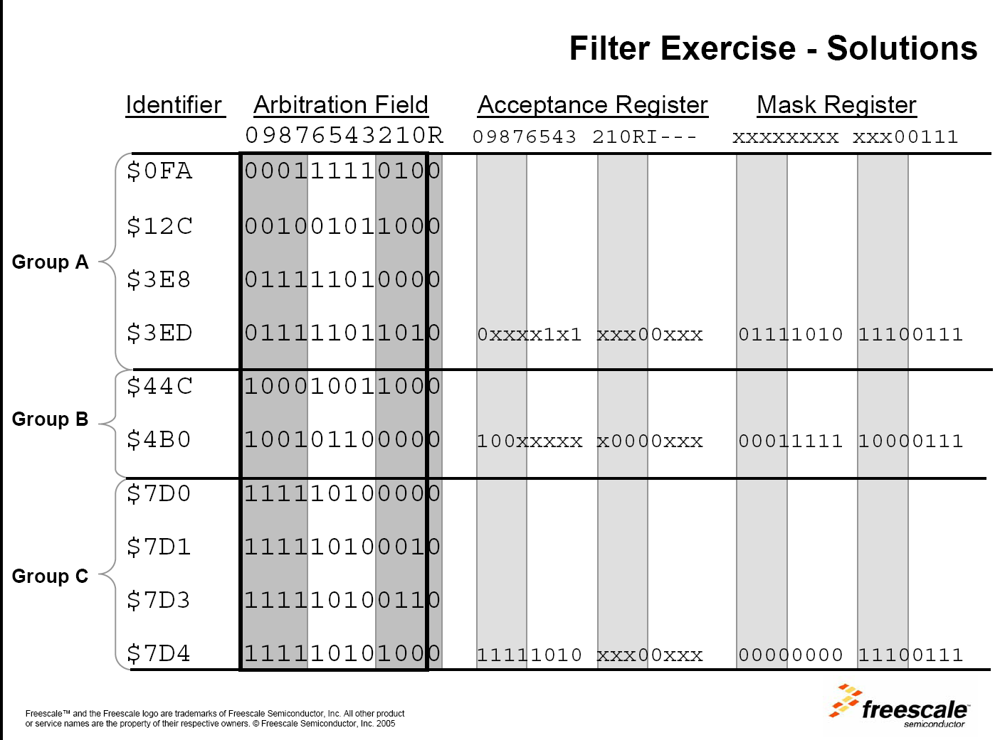 Filter Exercise - Solutions
Identifier Arbitration Field Acceptance Register Mask Register
09876543210R 09876543 210RI--- xxxxxxxx xxx00111
$0FA 000111110100
$12C 001001011000
Group A
$3E8 011111010000
$3ED 011111011010 0xxxx1x1 xxx00xxx 01111010 11100111
$44C 100010011000
Group B
$4B0 100101100000 100xxxxx x0000xxx 00011111 10000111
$7D0 111110100000
$7D1 111110100010
Group C
$7D3 111110100110
$7D4 111110101000 11111010 xxx00xxx 00000000 11100111
Freescale™ and the Freescale logo are trademarks of Freescale Semiconductor, Inc. All other product
or service names are the property of their respective owners. © Freescale Semiconductor, Inc. 2005
freescale™
semiconductor